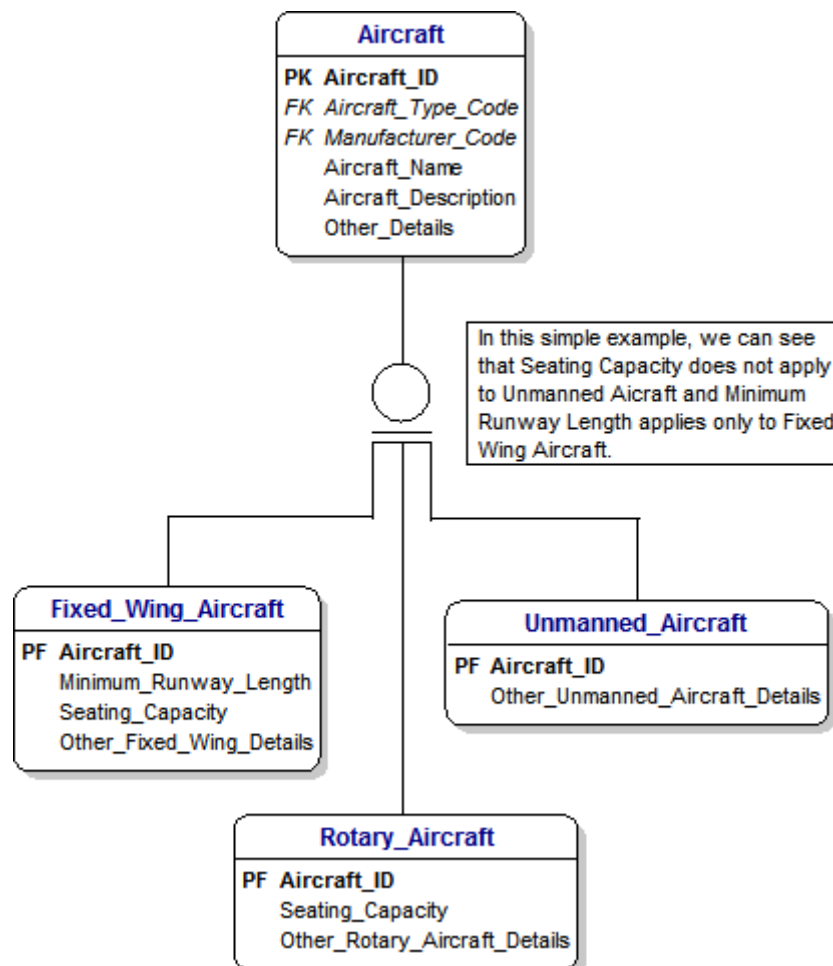 Aircraft
PK Aircraft_ID
FK Aircraft_Type_Code
FK Manufacturer_Code
Aircraft_Name
Aircraft_Description
Other_Details
In this simple example, we can see
that Seating Capacity does not apply
to Unmanned Aicraft and Minimum
Runway Length applies only to Fixed
Wing Aircraft.
Fixed_Wing_Aircraft
PF Aircraft_ID
Minimum_Runway_Length
Seating_Capacity
Other_Fixed_Wing_Details
Unmanned_Aircraft
PF Aircraft_ID
Other_Unmanned_Aircraft_Details
Rotary_Aircraft
PF Aircraft_ID
Seating_Capacity
Other_Rotary_Aircraft_Details